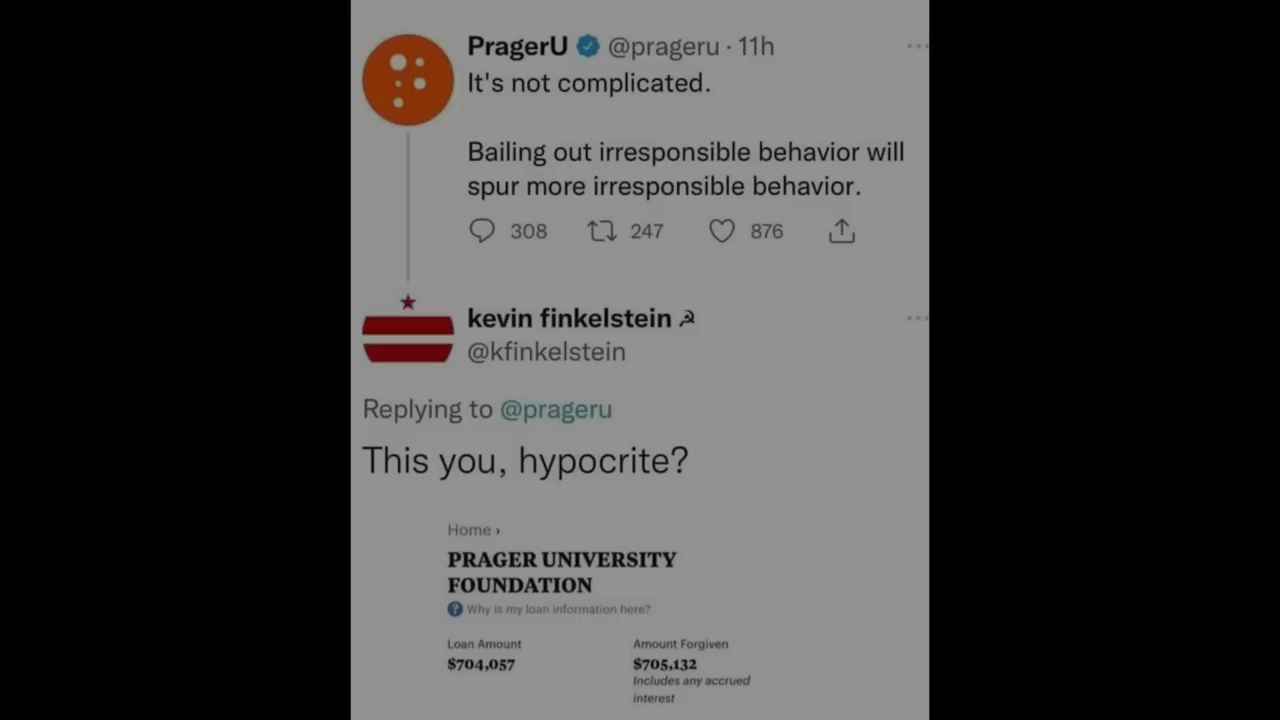 PragerU @prageru · 11h
It's not complicated.
Bailing out irresponsible behavior will
spur more irresponsible behavior.
308 247 876
kevin finkelstein ☭
@kfinkelstein
Replying to @prageru
This you, hypocrite?
Home ›
PRAGER UNIVERSITY
FOUNDATION
? Why is my loan information here?
Loan Amount Amount Forgiven
$704,057 $705,132
Includes any accrued
interest